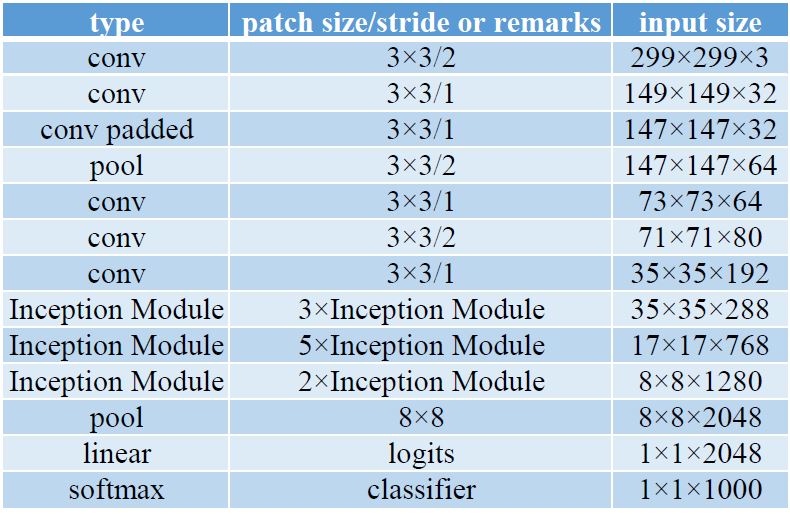 type patch size/stride or remarks input size
conv 3×3/2 299×299×3
conv 3×3/1 149×149×32
conv padded 3×3/1 147×147×32
pool 3×3/2 147×147×64
conv 3×3/1 73×73×64
conv 3×3/2 71×71×80
conv 3×3/1 35×35×192
Inception Module 3×Inception Module 35×35×288
Inception Module 5×Inception Module 17×17×768
Inception Module 2×Inception Module 8×8×1280
pool 8×8 8×8×2048
linear logits 1×1×2048
softmax classifier 1×1×1000